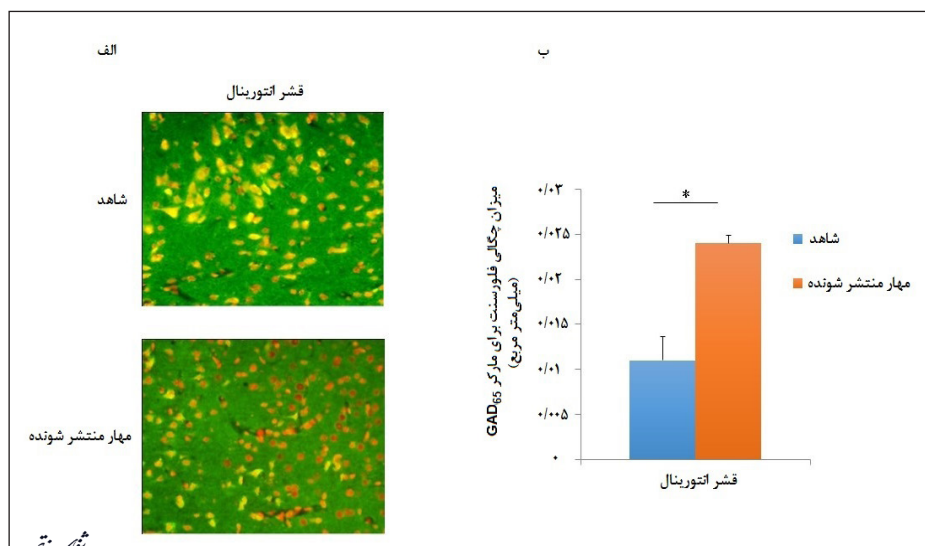 الف
قشر انتورینال
شاهد
مهار منتشر شونده
ب
میزان چگالی فلورسنت برای مارکر GAD65
(میلی‌متر مربع)
۰/۰۳
۰/۰۲۵
۰/۰۲
۰/۰۱۵
۰/۰۱
۰/۰۰۵
۰
*
قشر انتورینال
شاهد
مهار منتشر شونده